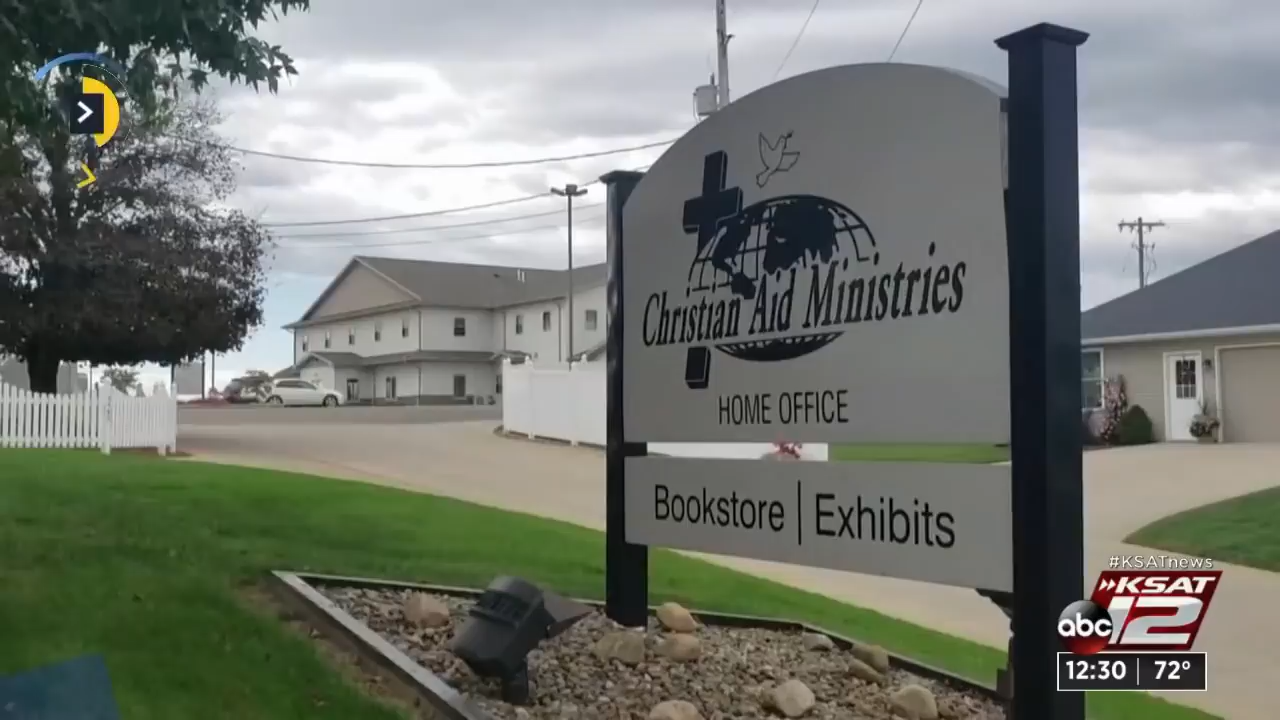 Christian Aid Ministries
HOME OFFICE
Bookstore | Exhibits
#KSATnews
KSAT
abc 12
12:30 | 72°